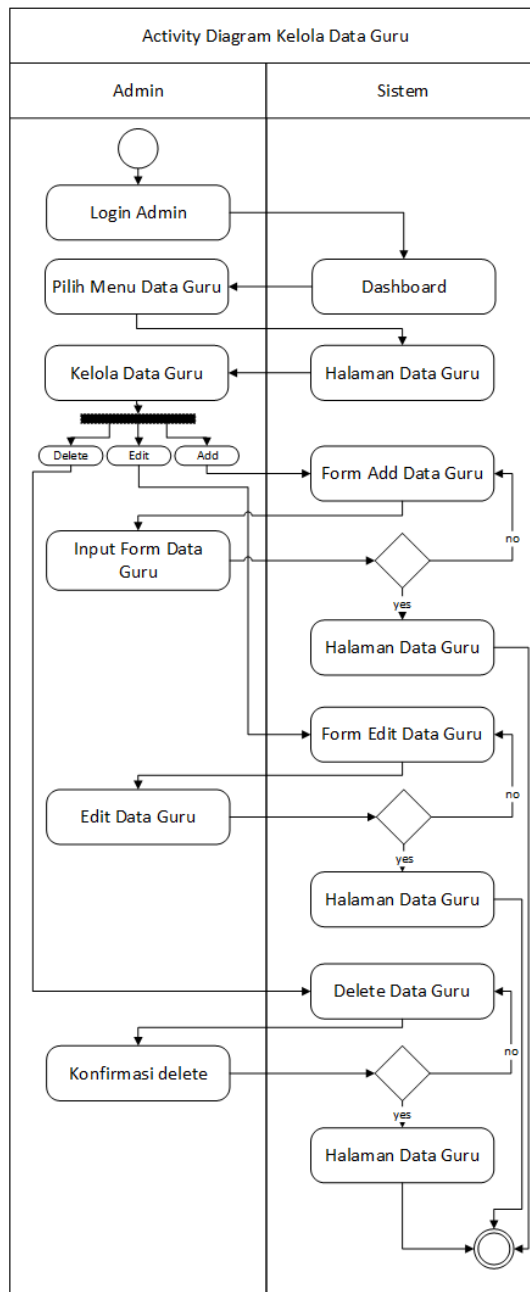 Activity Diagram Kelola Data Guru
Admin
Sistem
Login Admin
Pilih Menu Data Guru
Dashboard
Kelola Data Guru
Halaman Data Guru
Delete
Edit
Add
Form Add Data Guru
no
Input Form Data
Guru
yes
Halaman Data Guru
Form Edit Data Guru
no
Edit Data Guru
yes
Halaman Data Guru
Delete Data Guru
no
Konfirmasi delete
yes
Halaman Data Guru